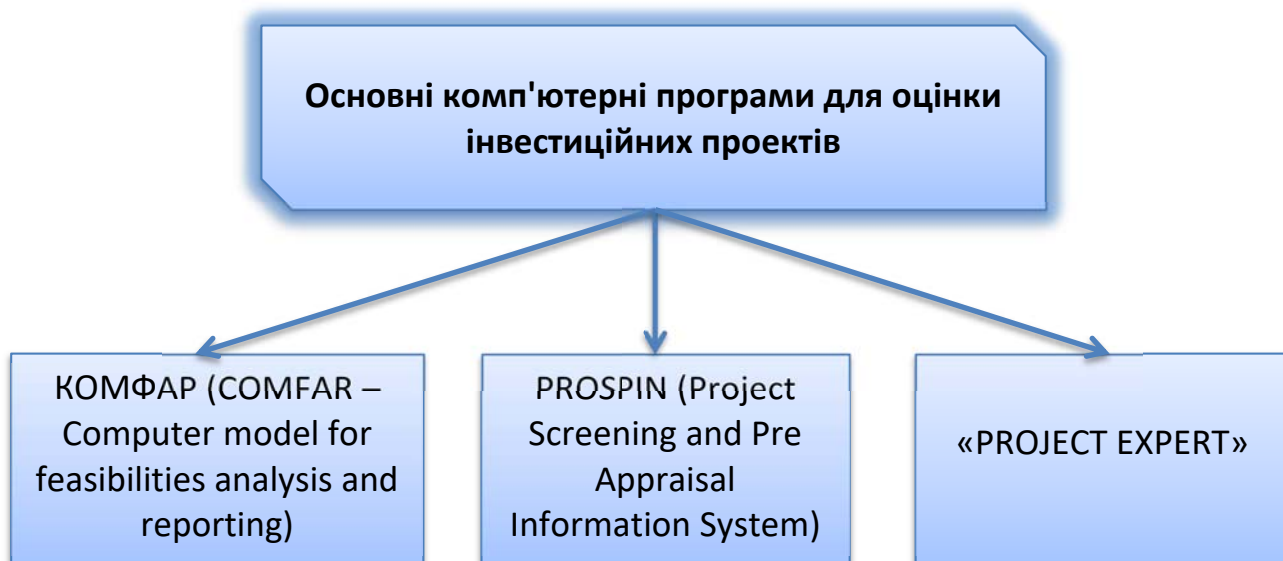 Основні комп'ютерні програми для оцінки
інвестиційних проектів
КОМФАР (COMFAR –
Computer model for
feasibilities analysis and
reporting)
PROSPIN (Project
Screening and Pre
Appraisal
Information System)
«PROJECT EXPERT»